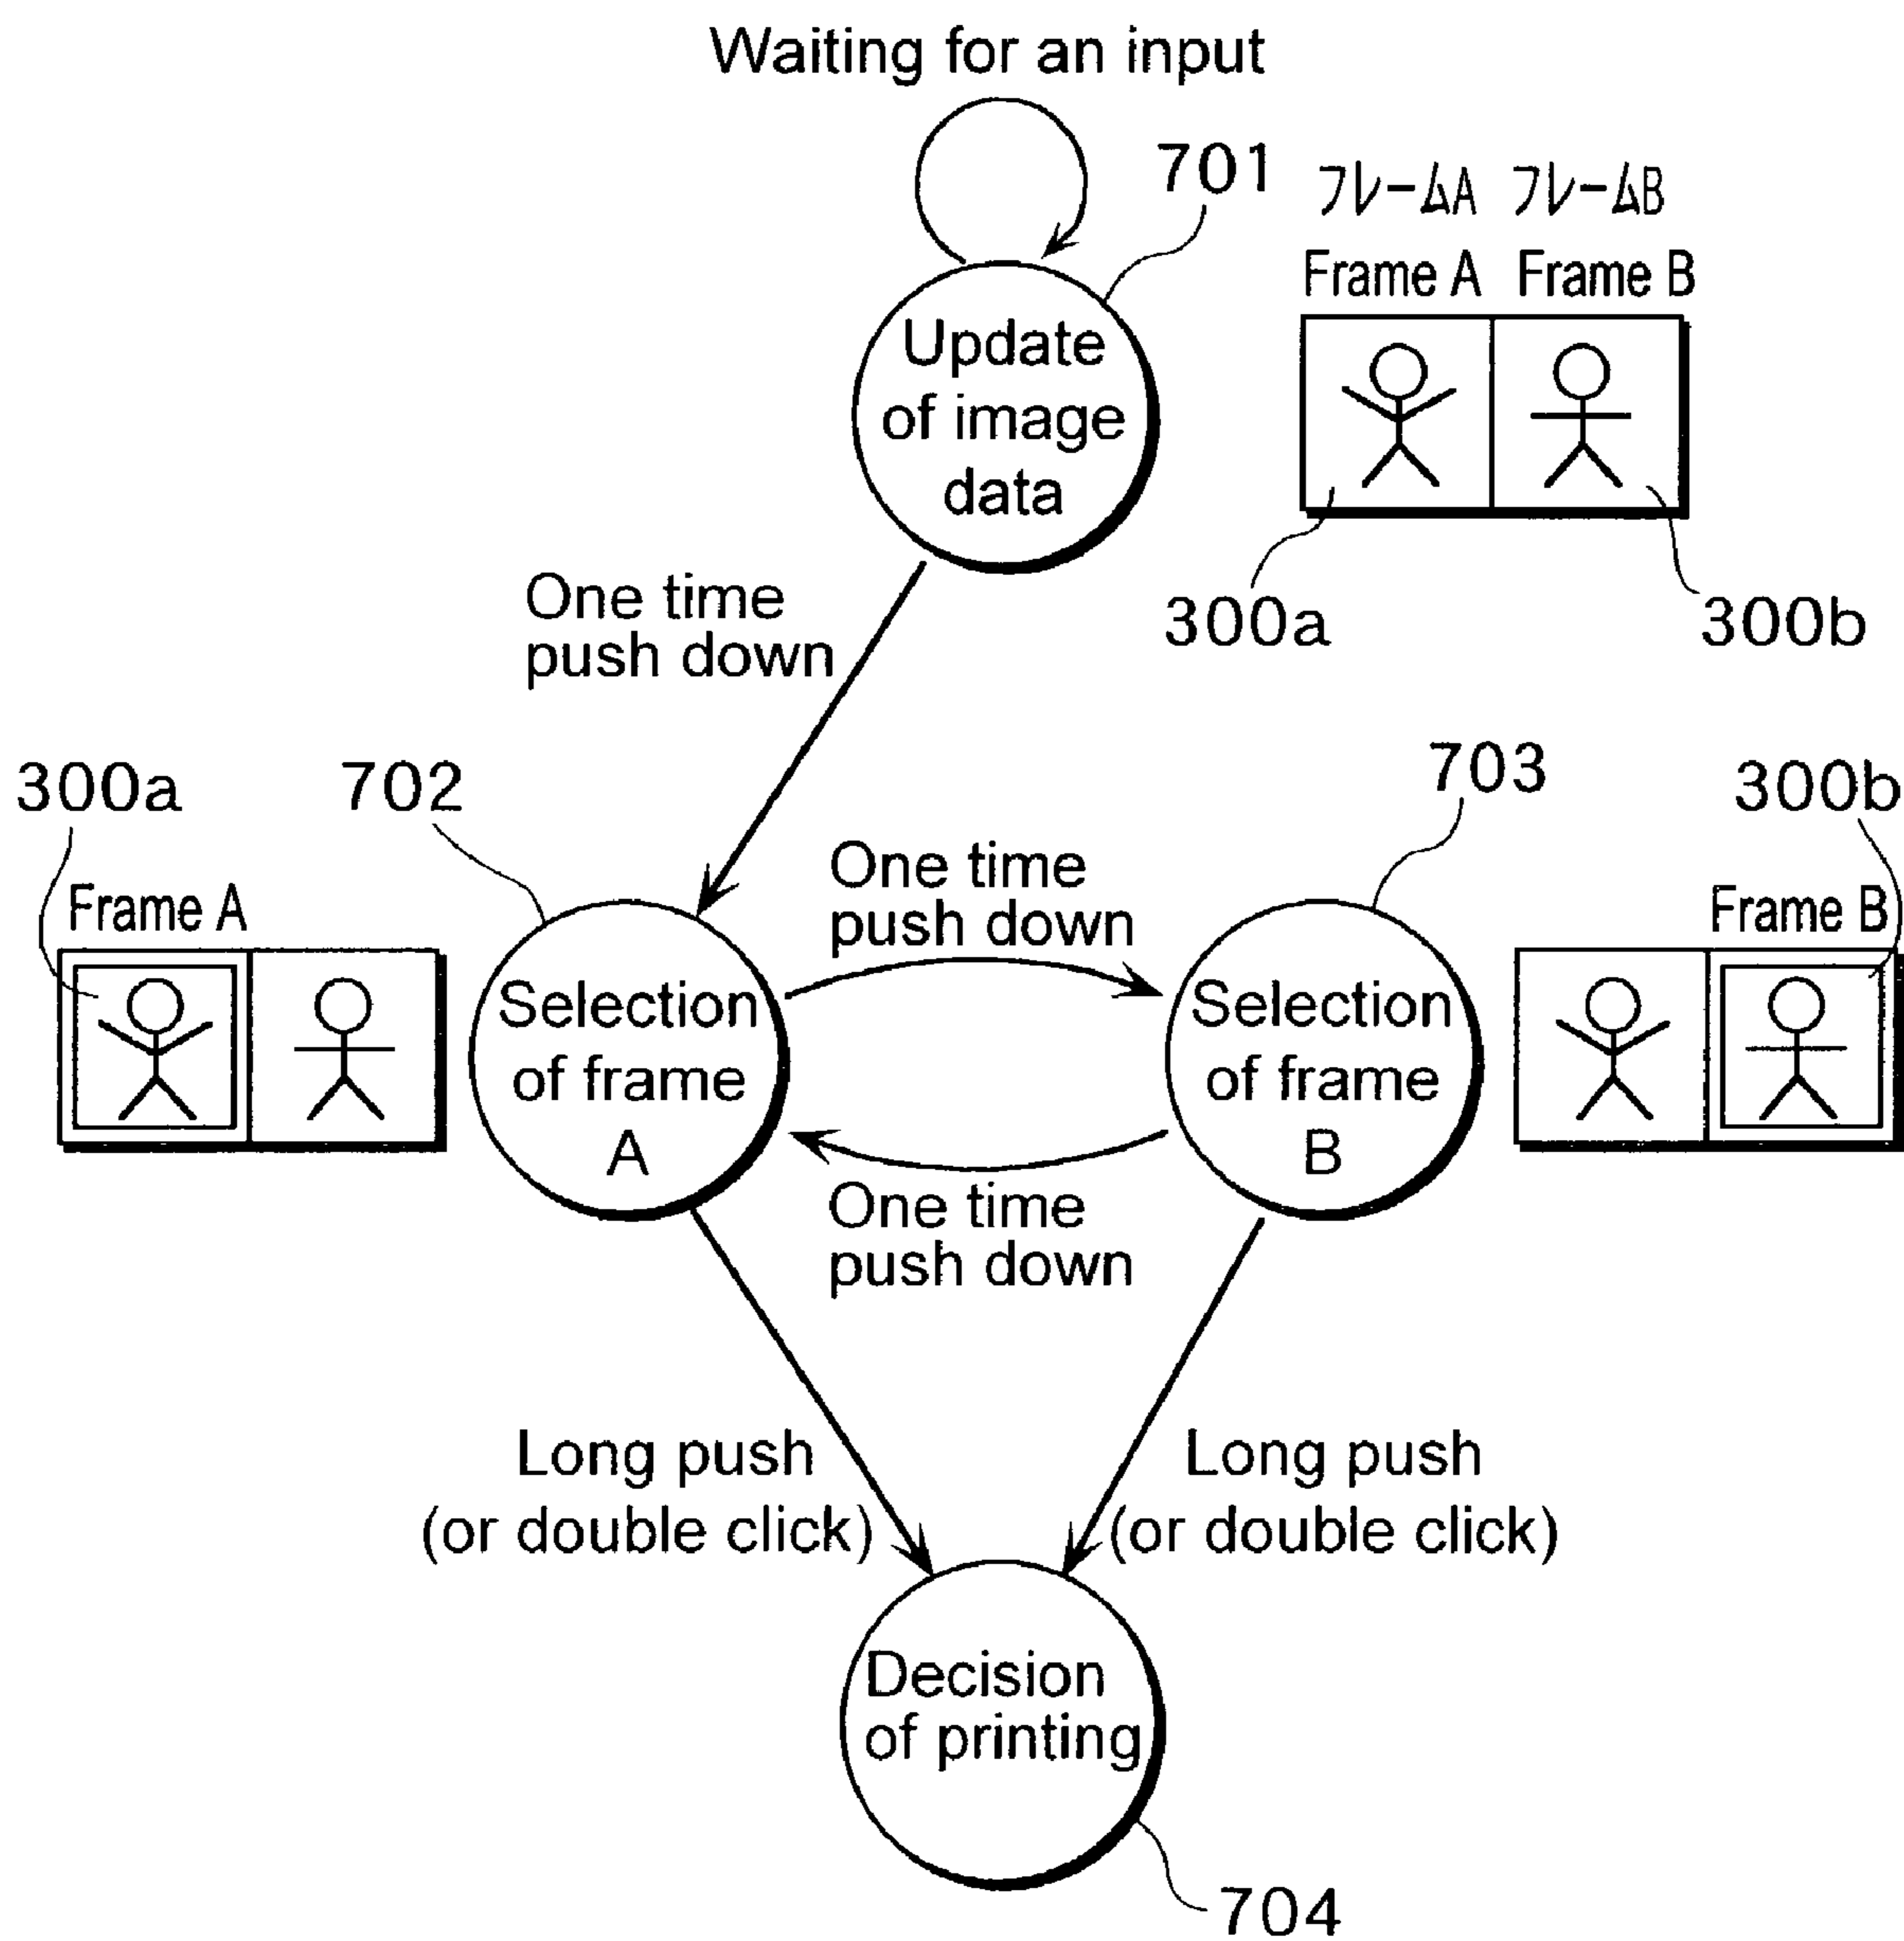 Waiting for an input
701
フレームA フレームB
Frame A Frame B
Update
of image
data
300a
300b
One time
push down
300a
702
703
300b
Frame A
One time
push down
Frame B
Selection
of frame
A
Selection
of frame
B
One time
push down
Long push
(or double click)
Long push
(or double click)
Decision
of printing
704